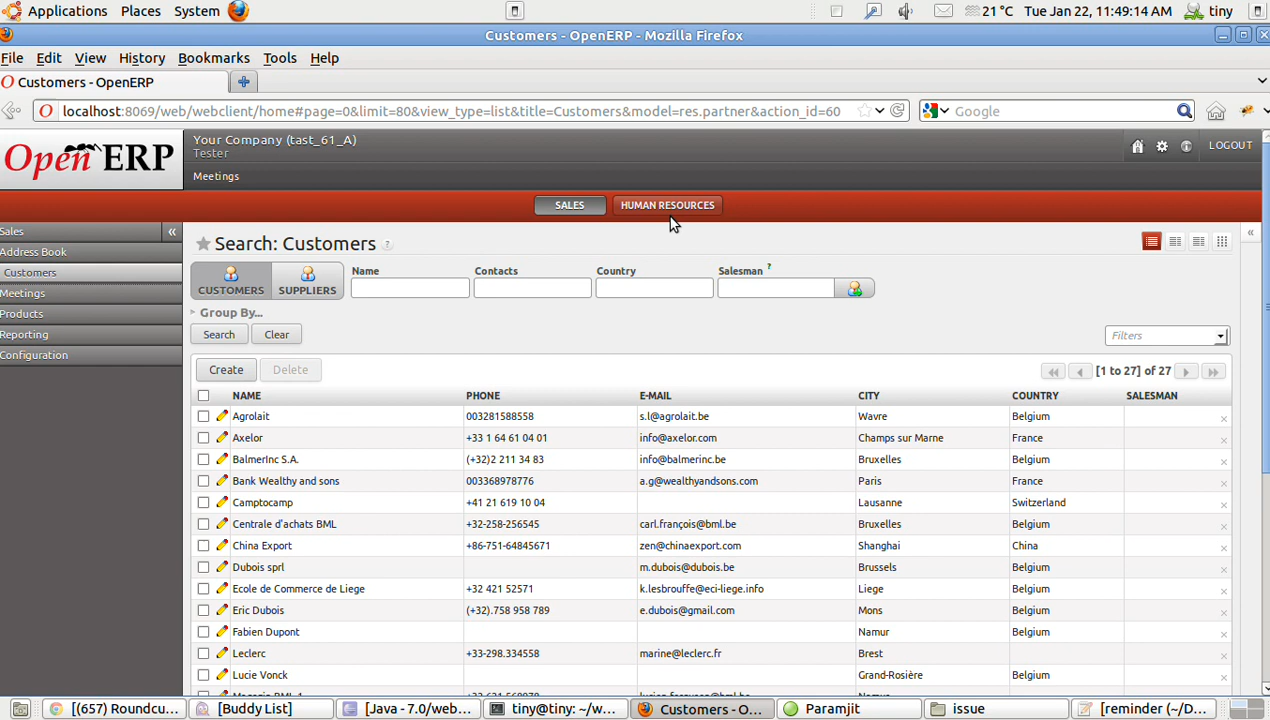 Applications Places System 21 °C Tue Jan 22, 11:49:14 AM tiny
Customers - OpenERP - Mozilla Firefox
File Edit View History Bookmarks Tools Help
Customers - OpenERP
localhost:8069/web/webclient/home#page=0&limit=80&view_type=list&title=Customers&model=res.partner&action_id=60 Google
Open ERP
Your Company (tast_61_A)
Tester
LOGOUT
Meetings
SALES HUMAN RESOURCES
Sales «
Address Book
Customers
Meetings
Products
Reporting
Configuration
Search: Customers ?
«
CUSTOMERS SUPPLIERS
Name Contacts Country Salesman ?
Group By...
Search Clear Filters
Create Delete [1 to 27] of 27
NAME PHONE E-MAIL CITY COUNTRY SALESMAN
Agrolait 003281588558 s.l@agrolait.be Wavre Belgium
Axelor +33 1 64 61 04 01 info@axelor.com Champs sur Marne France
BalmerInc S.A. (+32)2 211 34 83 info@balmerinc.be Bruxelles Belgium
Bank Wealthy and sons 003368978776 a.g@wealthyandsons.com Paris France
Camptocamp +41 21 619 10 04 Lausanne Switzerland
Centrale d'achats BML +32-258-256545 carl.françois@bml.be Bruxelles Belgium
China Export +86-751-64845671 zen@chinaexport.com Shanghai China
Dubois sprl m.dubois@dubois.be Brussels Belgium
Ecole de Commerce de Liege +32 421 52571 k.lesbrouffe@eci-liege.info Liege Belgium
Eric Dubois (+32).758 958 789 e.dubois@gmail.com Mons Belgium
Fabien Dupont Namur Belgium
Leclerc +33-298.334558 marine@leclerc.fr Brest
Lucie Vonck Grand-Rosière Belgium
[(657) Roundcu... [Buddy List] [Java - 7.0/web... tiny@tiny: ~/w... Customers - O... Paramjit issue [reminder (~/D...